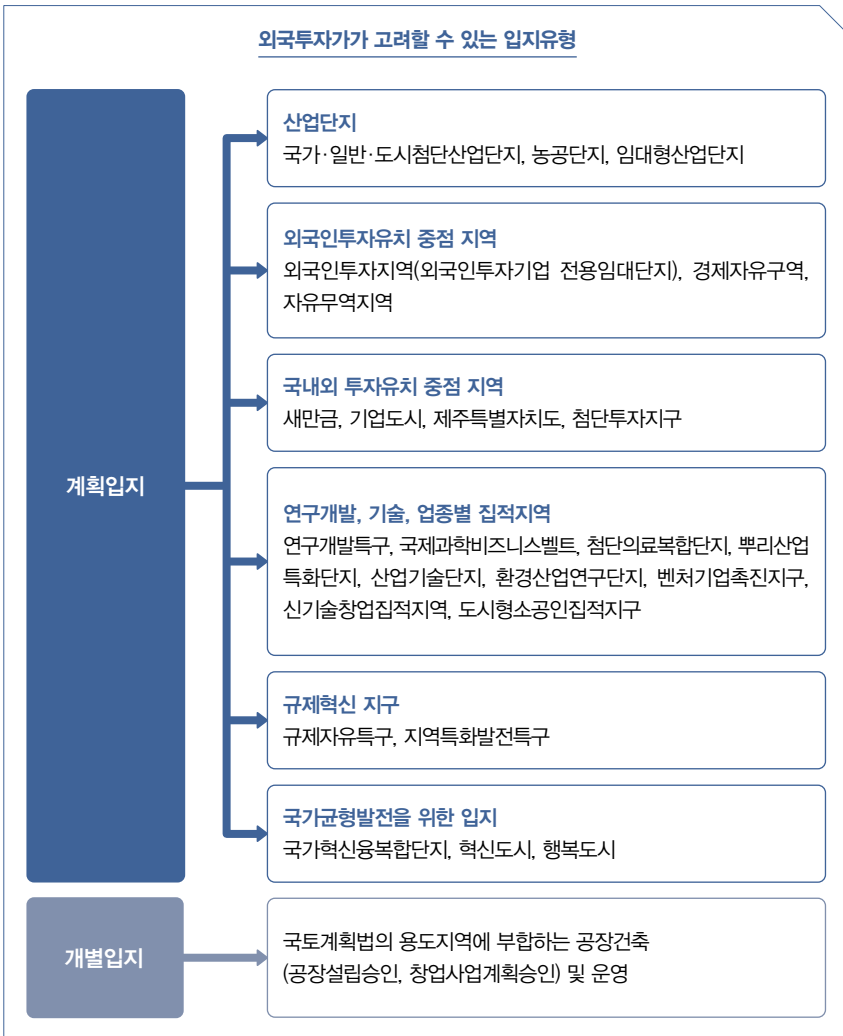 외국투자가가 고려할 수 있는 입지유형
계획입지
산업단지
국가·일반·도시첨단산업단지, 농공단지, 임대형산업단지
외국인투자유치 중점 지역
외국인투자지역(외국인투자기업 전용임대단지), 경제자유구역,
자유무역지역
국내외 투자유치 중점 지역
새만금, 기업도시, 제주특별자치도, 첨단투자지구
연구개발, 기술, 업종별 집적지역
연구개발특구, 국제과학비즈니스벨트, 첨단의료복합단지, 뿌리산업
특화단지, 산업기술단지, 환경산업연구단지, 벤처기업촉진지구,
신기술창업집적지역, 도시형소공인집적지구
규제혁신 지구
규제자유특구, 지역특화발전특구
국가균형발전을 위한 입지
국가혁신융복합단지, 혁신도시, 행복도시
개별입지
국토계획법의 용도지역에 부합하는 공장건축
(공장설립승인, 창업사업계획승인) 및 운영